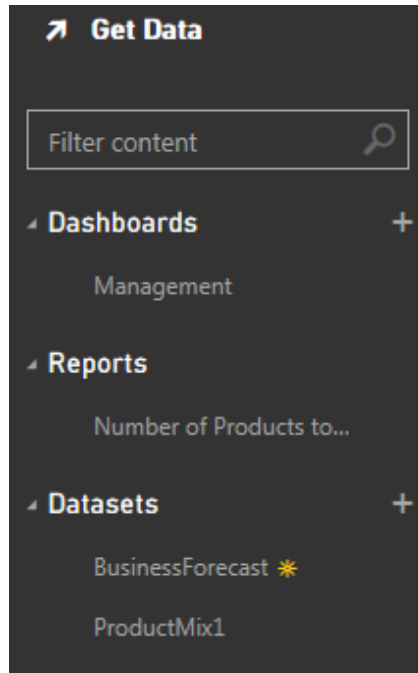 Get Data
Filter content
Dashboards
Management
Reports
Number of Products to...
Datasets
BusinessForecast
ProductMix1